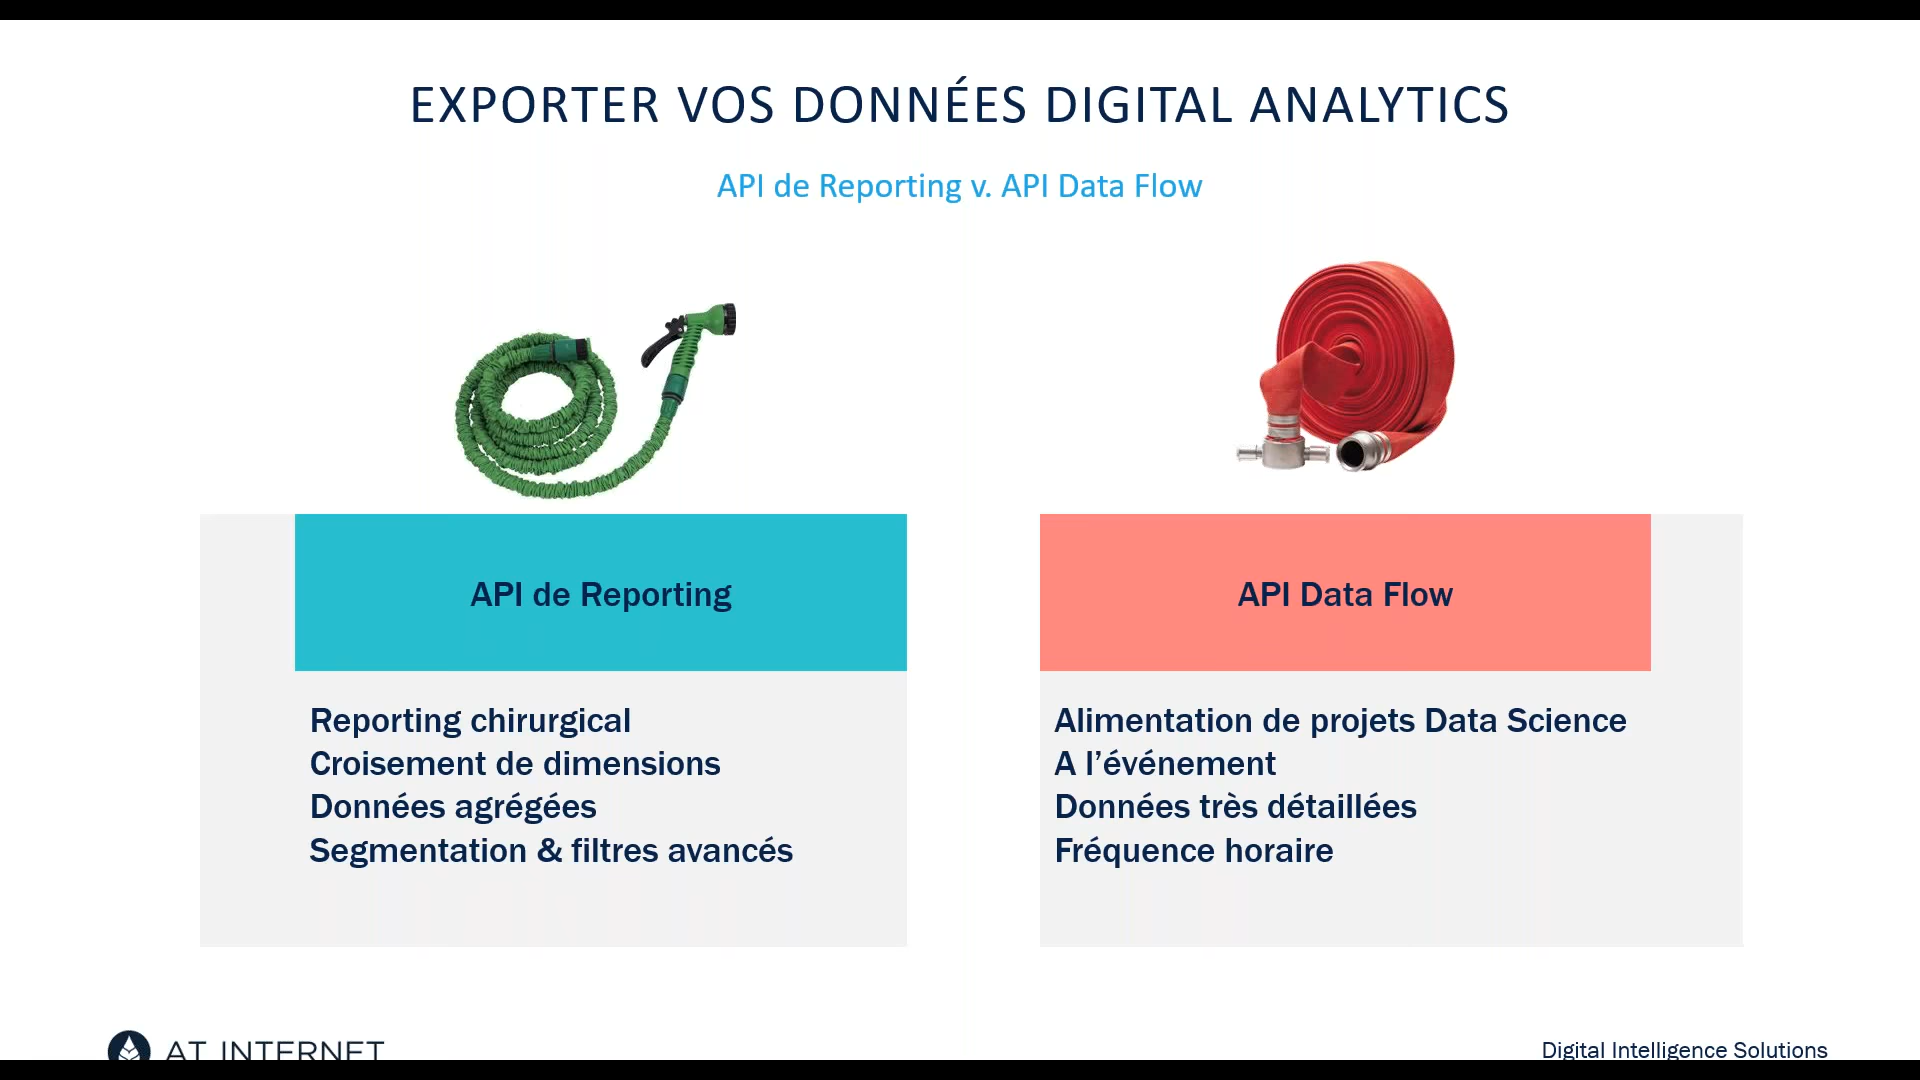 EXPORTER VOS DONNÉES DIGITAL ANALYTICS
API de Reporting v. API Data Flow
API de Reporting
Reporting chirurgical
Croisement de dimensions
Données agrégées
Segmentation & filtres avancés
API Data Flow
Alimentation de projets Data Science
A l’événement
Données très détaillées
Fréquence horaire
AT INTERNET
Digital Intelligence Solutions